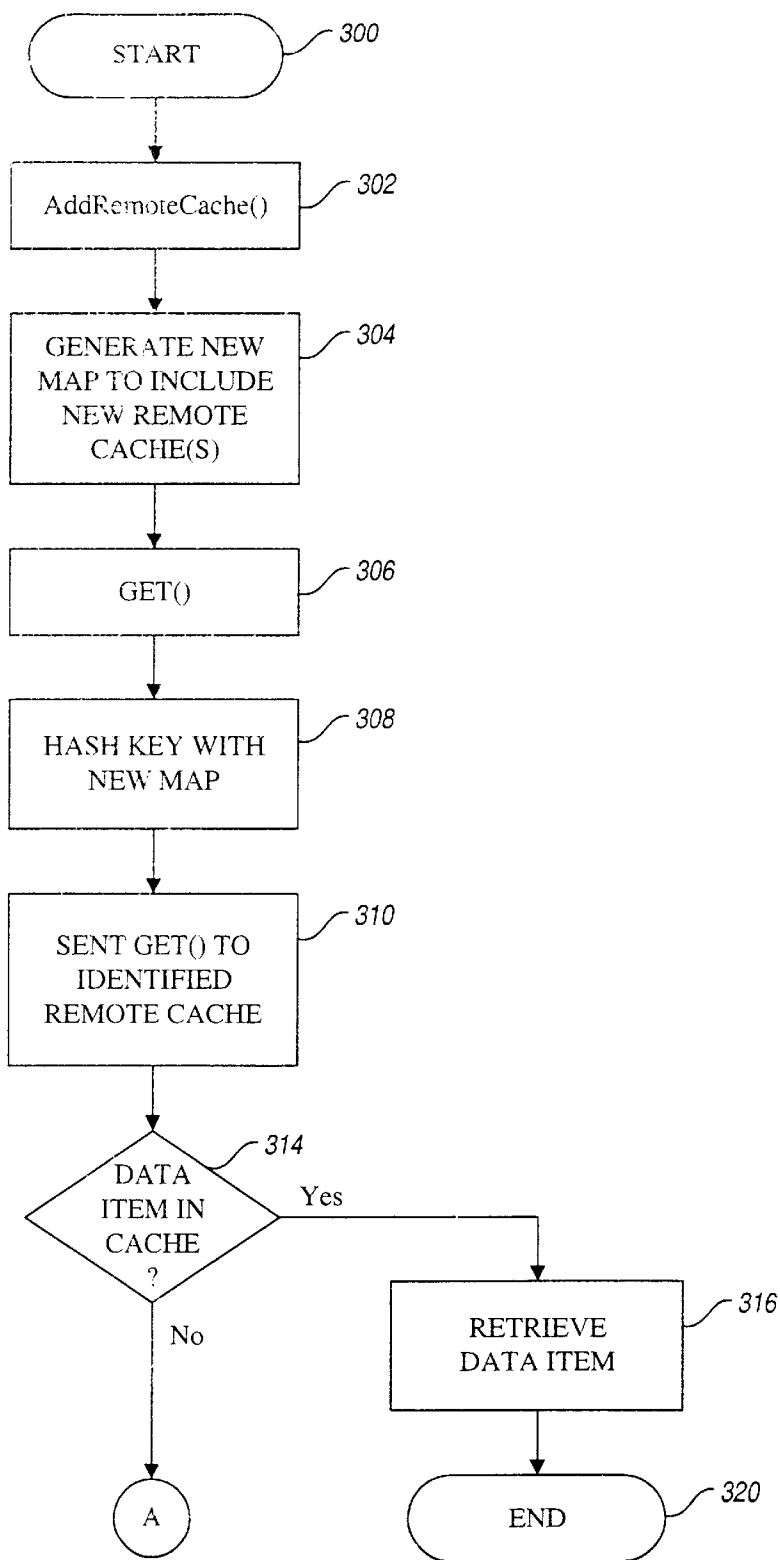 START
300
AddRemoteCache()
302
GENERATE NEW
MAP TO INCLUDE
NEW REMOTE
CACHE(S)
304
GET()
306
HASH KEY WITH
NEW MAP
308
SENT GET() TO
IDENTIFIED
REMOTE CACHE
310
DATA
ITEM IN
CACHE
?
314
Yes
No
RETRIEVE
DATA ITEM
316
A
END
320